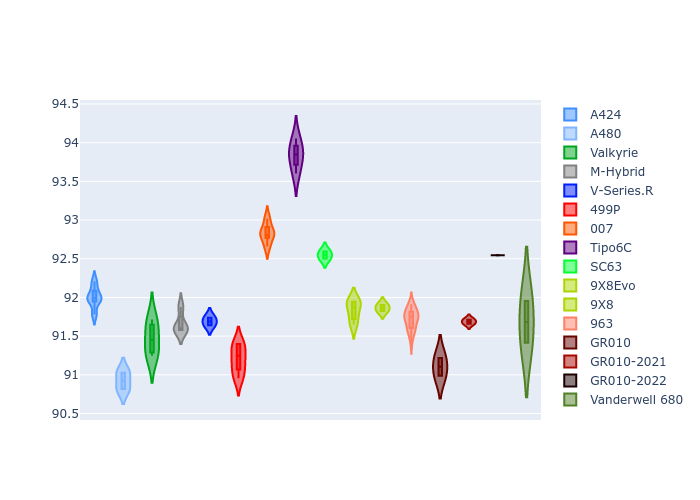 94.5
94
93.5
93
92.5
92
91.5
91
90.5
A424
A480
Valkyrie
M-Hybrid
V-Series.R
499P
007
Tipo6C
SC63
9X8Evo
9X8
963
GR010
GR010-2021
GR010-2022
Vanderwell 680